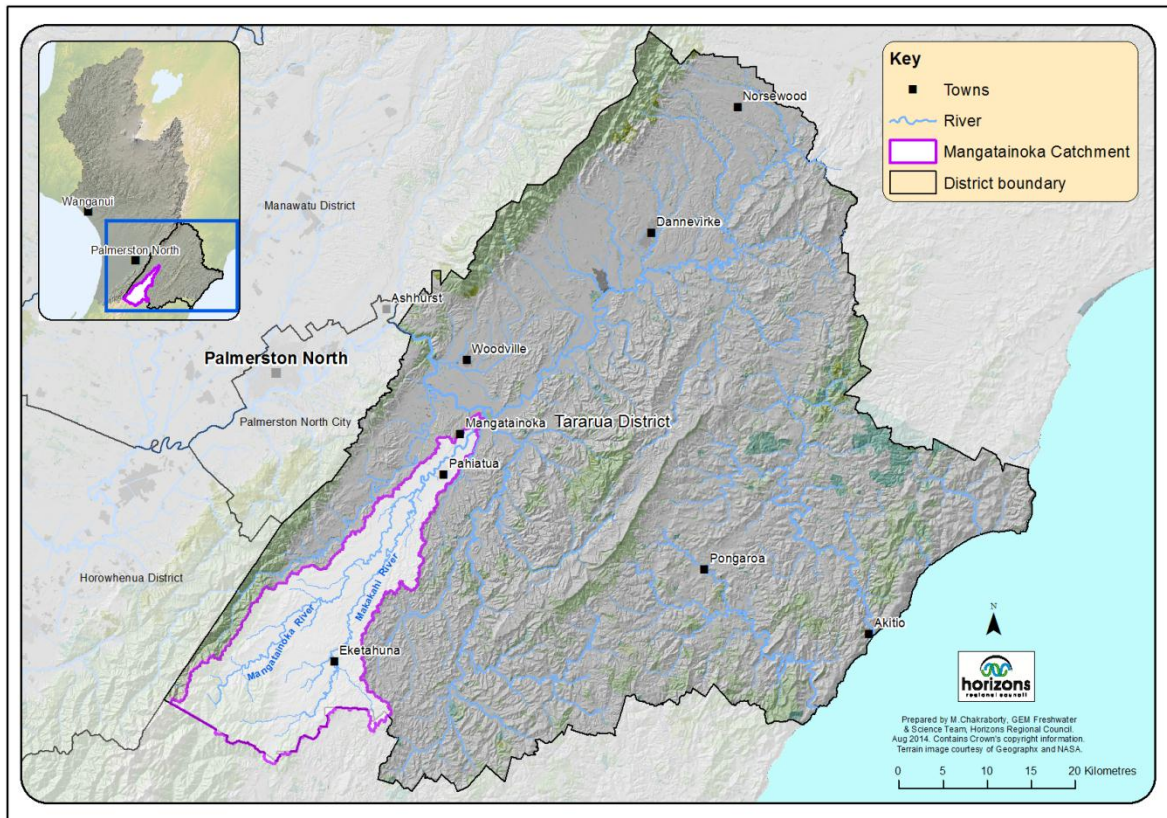 Wanganui
Palmerston North
Key
Towns
River
Mangatainoka Catchment
District boundary
Norsewood
Manawatu District
Dannevirke
Ashhurst
Palmerston North
Woodville
Palmerston North City
Mangatainoka
Tararua District
Pahiatua
Horowhenua District
Makakahi River
Mangatainoka River
Pongaroa
Akitio
Eketahuna
N
horizons
regional council
Prepared by M.Chakraborty, GEM Freshwater
& Science Team, Horizons Regional Council.
Aug 2014. Contains Crown's copyright information.
Terrain image courtesy of Geographx and NASA.
0 5 10 15 20 Kilometres